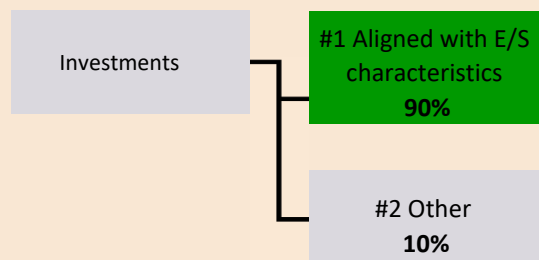 Investments
#1 Aligned with E/S
characteristics
90%
#2 Other
10%